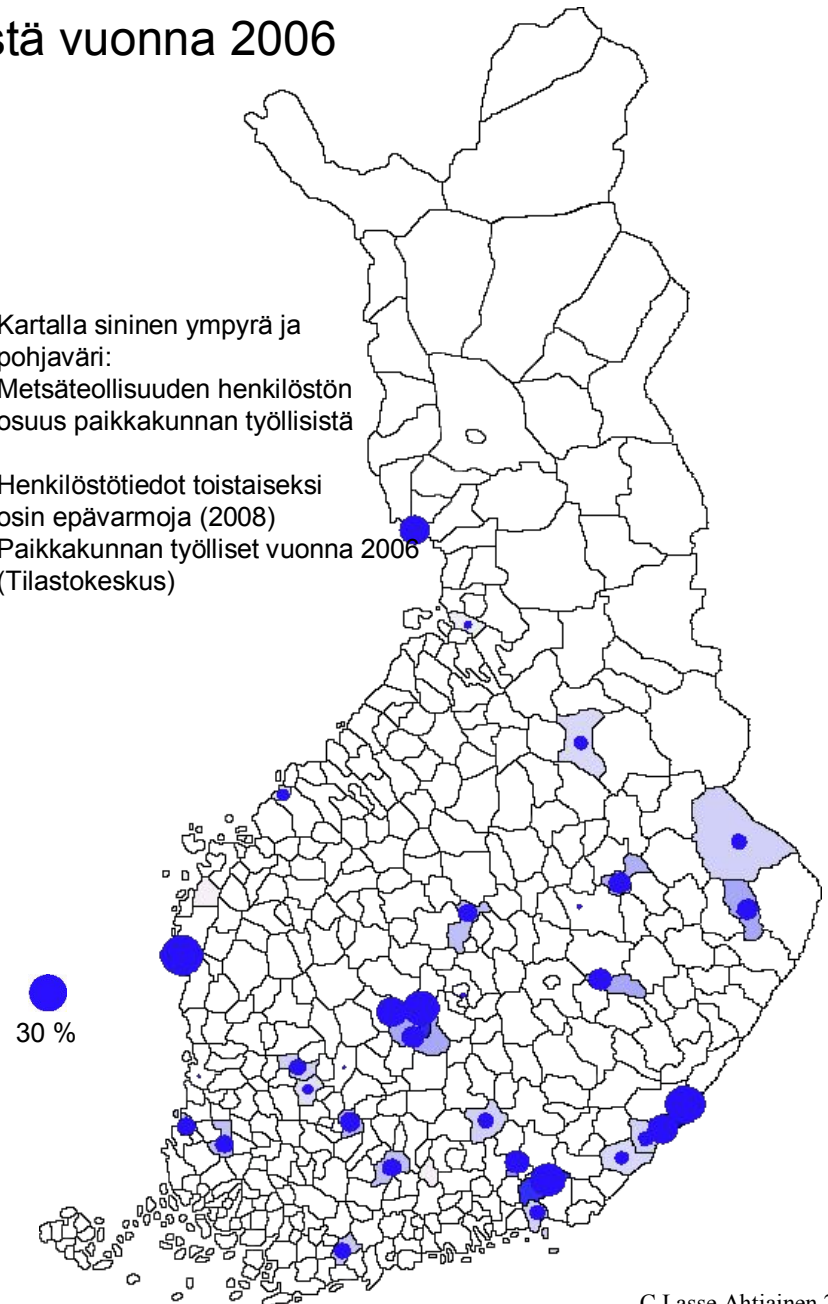 stä vuonna 2006
Kartalla sininen ympyrä ja
pohjaväri:
Metsäteollisuuden henkilöstön
osuus paikkakunnan työllisistä
Henkilöstötiedot toistaiseksi
osin epävarmoja (2008)
Paikkakunnan työlliset vuonna 2006
(Tilastokeskus)
30 %
C Lasse Ahtiainen